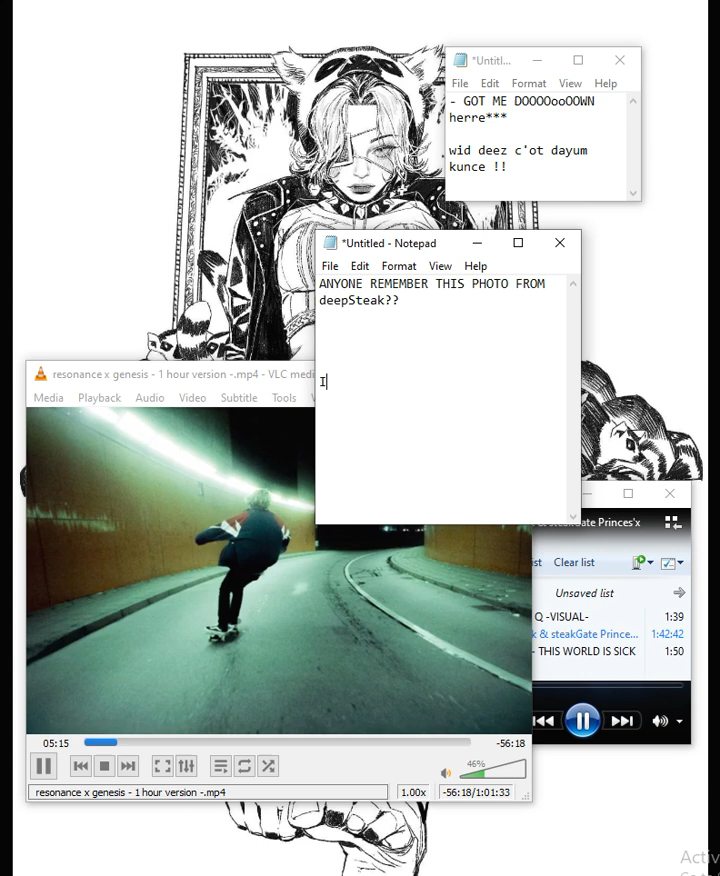 *Untitl...
File Edit Format View Help
- GOT ME DOOOOooOOWN
herre***
wid deez c'ot dayum
kunce !!
*Untitled - Notepad
File Edit Format View Help
ANYONE REMEMBER THIS PHOTO FROM
deepSteak??
resonance x genesis - 1 hour version -.mp4 - VLC medi
Media Playback Audio Video Subtitle Tools
05:15 -56:18
46%
resonance x genesis - 1 hour version -.mp4 1.00x -56:18/1:01:33
steakGate Princes'x
Clear list
Unsaved list
Q -VISUAL- 1:39
& steakGate Prince... 1:42:42
- THIS WORLD IS SICK 1:50